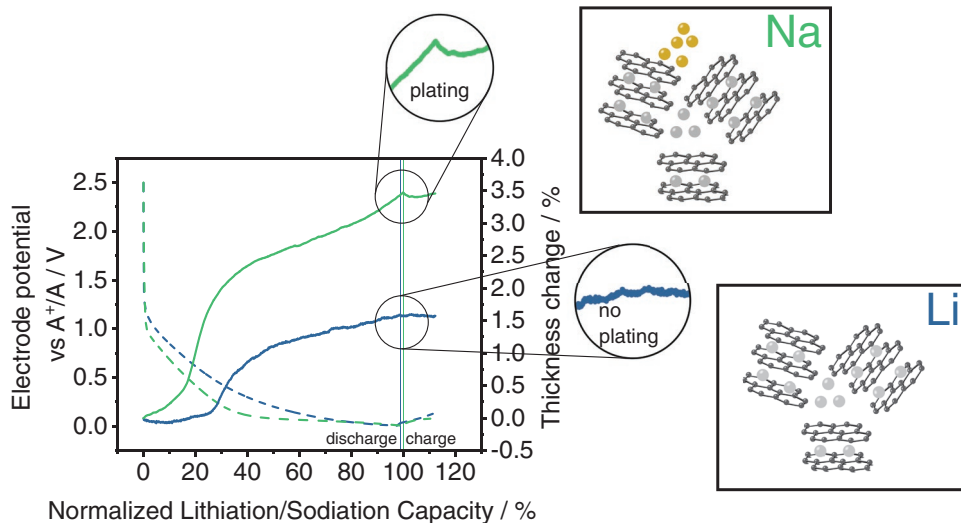 Na
plating
Electrode potential
vs A⁺/A / V
2.5
2.0
1.5
1.0
0.5
0.0
4.0
3.5
3.0
2.5
2.0
1.5
1.0
0.5
0.0
-0.5
Thickness change / %
no
plating
Li
discharge
charge
0 20 40 60 80 100 120
Normalized Lithiation/Sodiation Capacity / %